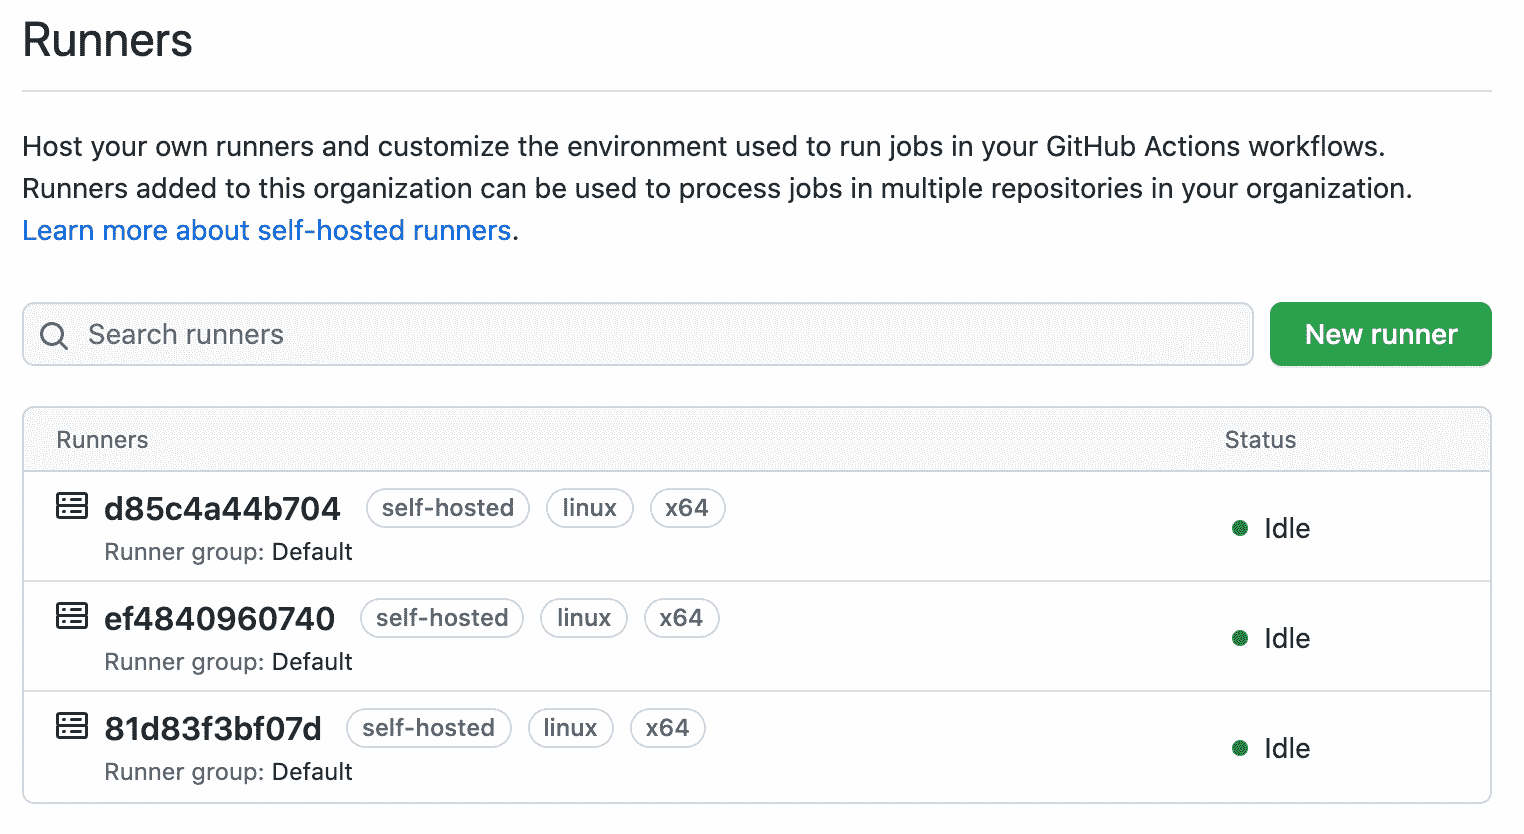 Runners
Host your own runners and customize the environment used to run jobs in your GitHub Actions workflows.
Runners added to this organization can be used to process jobs in multiple repositories in your organization.
Learn more about self-hosted runners.
Search runners
New runner
Runners Status
d85c4a44b704 self-hosted linux x64
Runner group: Default
Idle
ef4840960740 self-hosted linux x64
Runner group: Default
Idle
81d83f3bf07d self-hosted linux x64
Runner group: Default
Idle